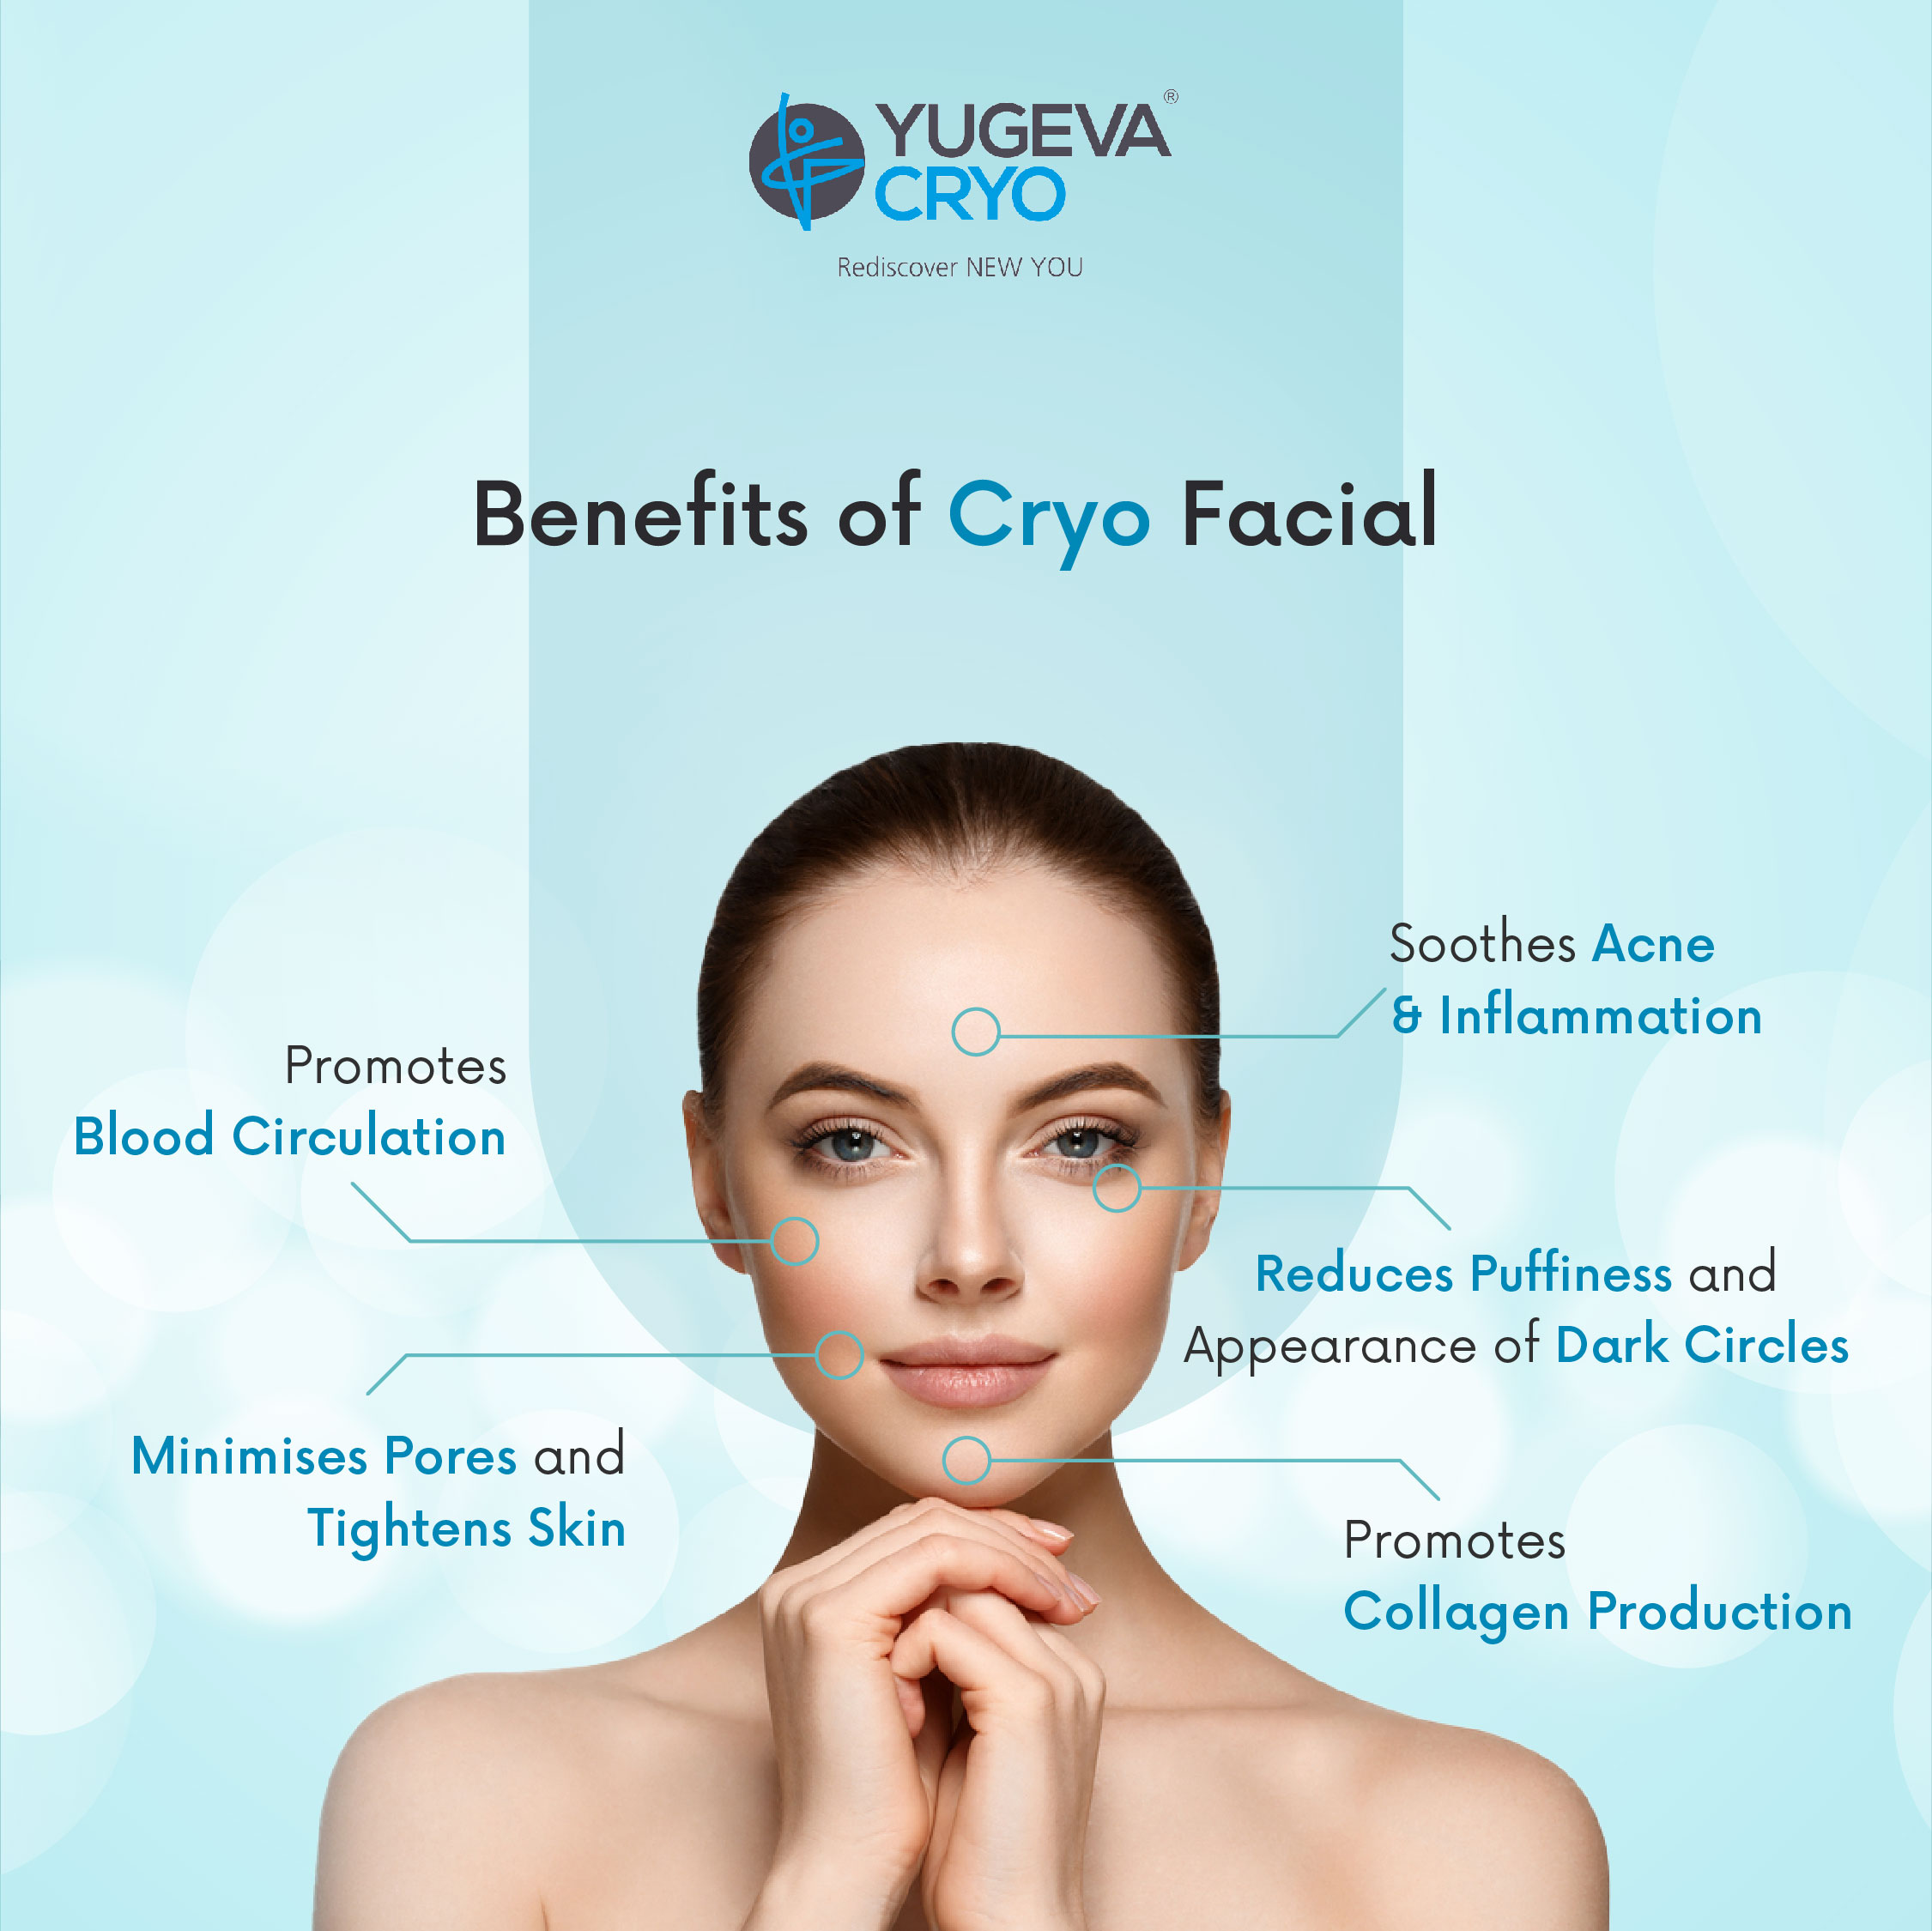 YUGEVA®
CRYO
Rediscover NEW YOU
Benefits of Cryo Facial
Soothes Acne
& Inflammation
Promotes
Blood Circulation
Reduces Puffiness and
Appearance of Dark Circles
Minimises Pores and
Tightens Skin
Promotes
Collagen Production